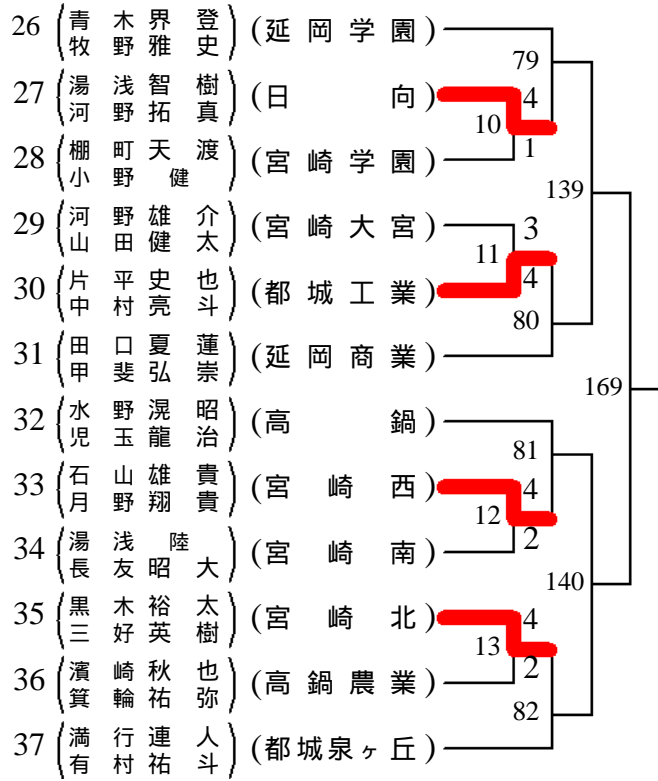 26 (青木界登 牧野雅史) (延岡学園)
79
27 (湯浅智樹 河野拓真) (日向) 4
10
1
28 (棚町天渡 小野健) (宮崎学園)
139
29 (河野雄介 山田健太) (宮崎大宮) 3
11
30 (片平史也 中村亮斗) (都城工業) 4
80
31 (田口夏蓮 甲斐弘崇) (延岡商業)
169
32 (水野滉昭 児玉龍治) (高鍋)
81
33 (石山雄貴 月野翔貴) (宮崎西) 4
12
2
34 (湯浅陸 長友昭大) (宮崎南)
140
35 (黒木裕太 三好英樹) (宮崎北) 4
13
2
36 (濱崎秋也 箕輪祐弥) (高鍋農業)
82
37 (満行連人 有村祐斗) (都城泉ヶ丘)